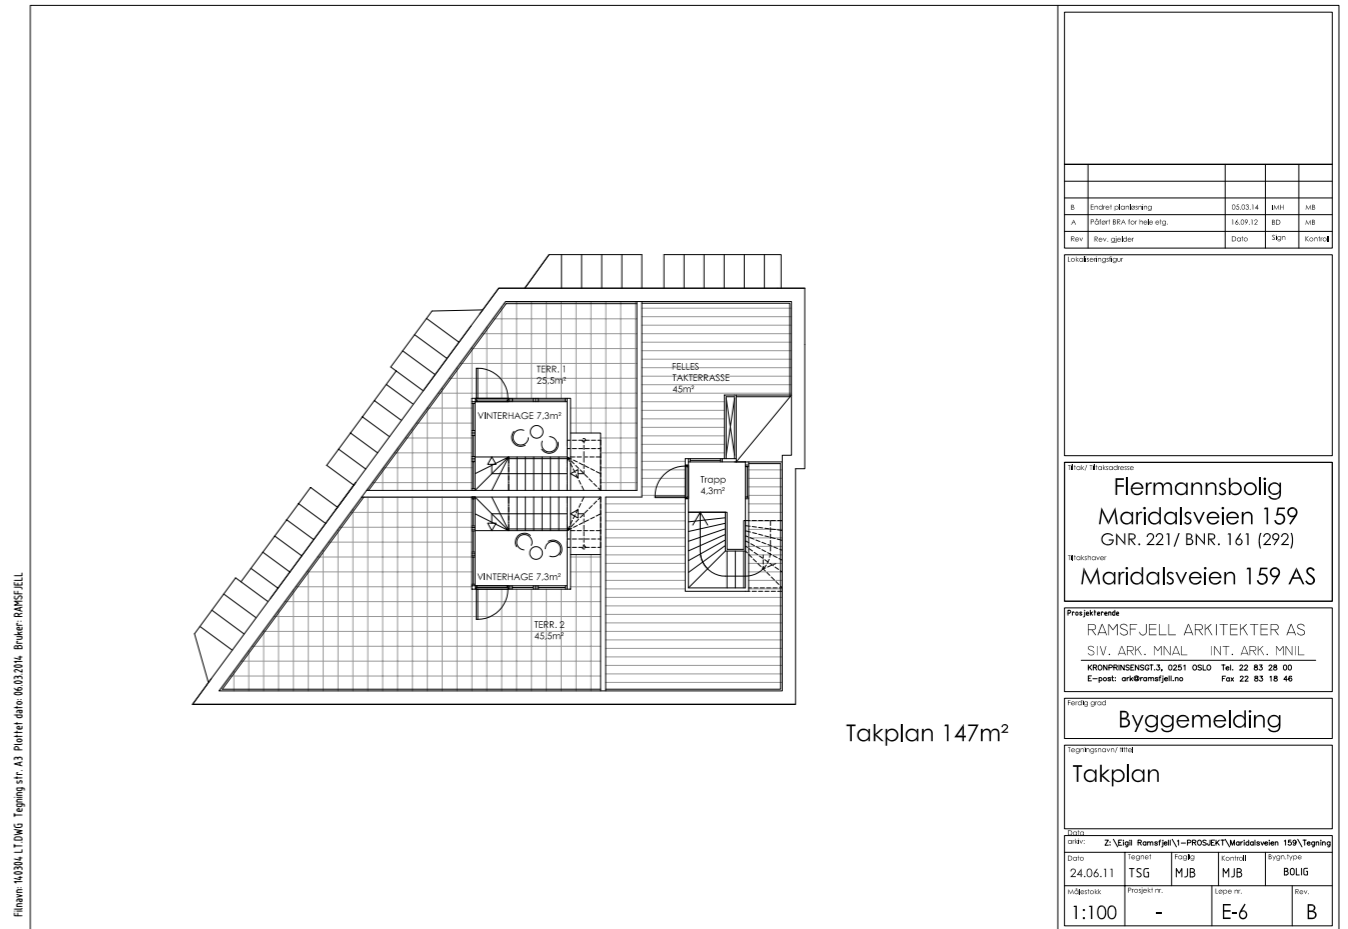 TERR. 1
25,5m²
FELLES
TAKTERRASSE
45m²
VINTERHAGE 7,3m²
Trapp
4,3m²
VINTERHAGE 7,3m²
TERR. 2
45,5m²
Takplan 147m²
Filnavn: 140304 LT.DWG Tegning str. A3 Plottet dato: 06.03.2014 Bruker: RAMSFJELL
B Endret planløsning 05.03.14 IMH MB
A Påført BRA for hele etg. 16.09.12 BD MB
Rev Rev. gjelder Dato Sign Kontroll
Lokaliseringsfigur
Tiltak/ Tiltaksadresse
Flermannsbolig
Maridalsveien 159
GNR. 221/ BNR. 161 (292)
Tiltakshaver
Maridalsveien 159 AS
Prosjekterende
RAMSFJELL ARKITEKTER AS
SIV. ARK. MNAL INT. ARK. MNIL
KRONPRINSENSGT.3, 0251 OSLO Tel. 22 83 28 00
E-post: ark@ramsfjell.no Fax 22 83 18 46
Ferdig grad
Byggemelding
Tegningsnavn/ tittel
Takplan
Dato
arkiv: Z:\Eigil Ramsfjell\1-PROSJEKT\Maridalsveien 159\Tegning
Dato Tegnet Faglig Kontroll Bygn.type
24.06.11 TSG MJB MJB BOLIG
Målestokk Prosjekt nr. Løpe nr. Rev.
1:100 - E-6 B